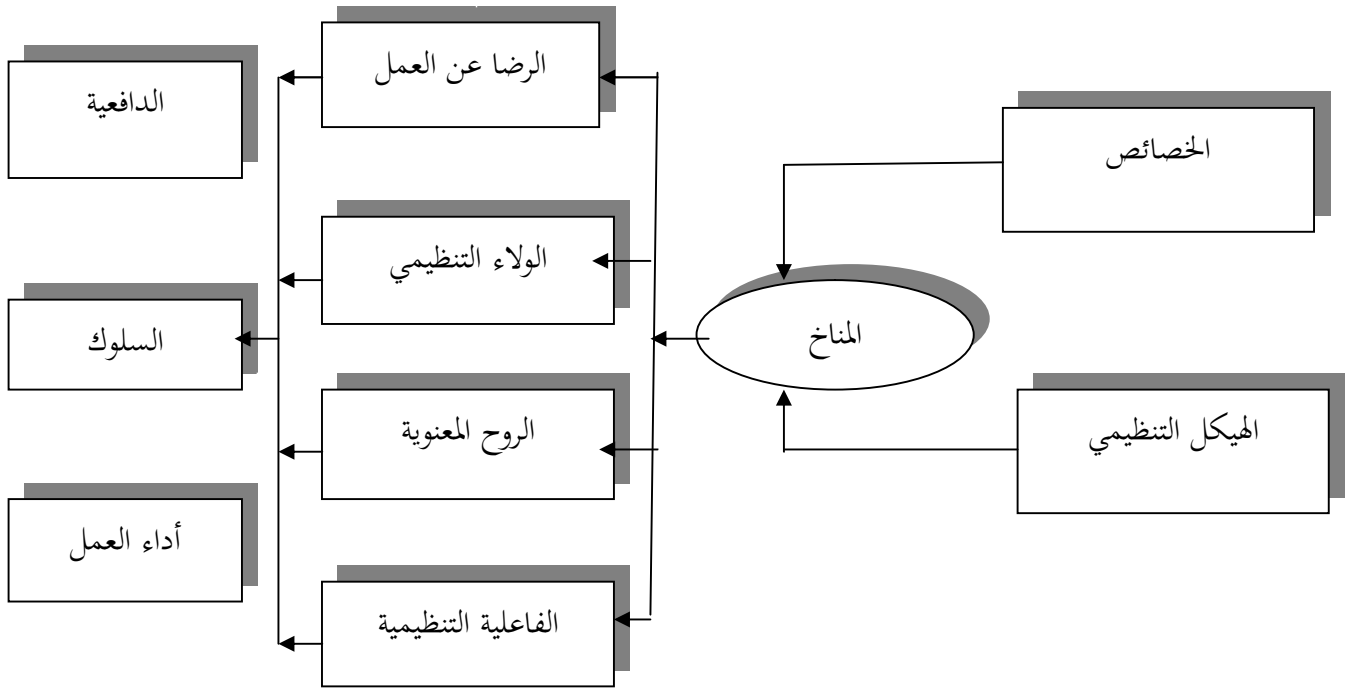 الخصائص
الهيكل التنظيمي
المناخ
الرضا عن العمل
الولاء التنظيمي
الروح المعنوية
الفاعلية التنظيمية
الدافعية
السلوك
أداء العمل